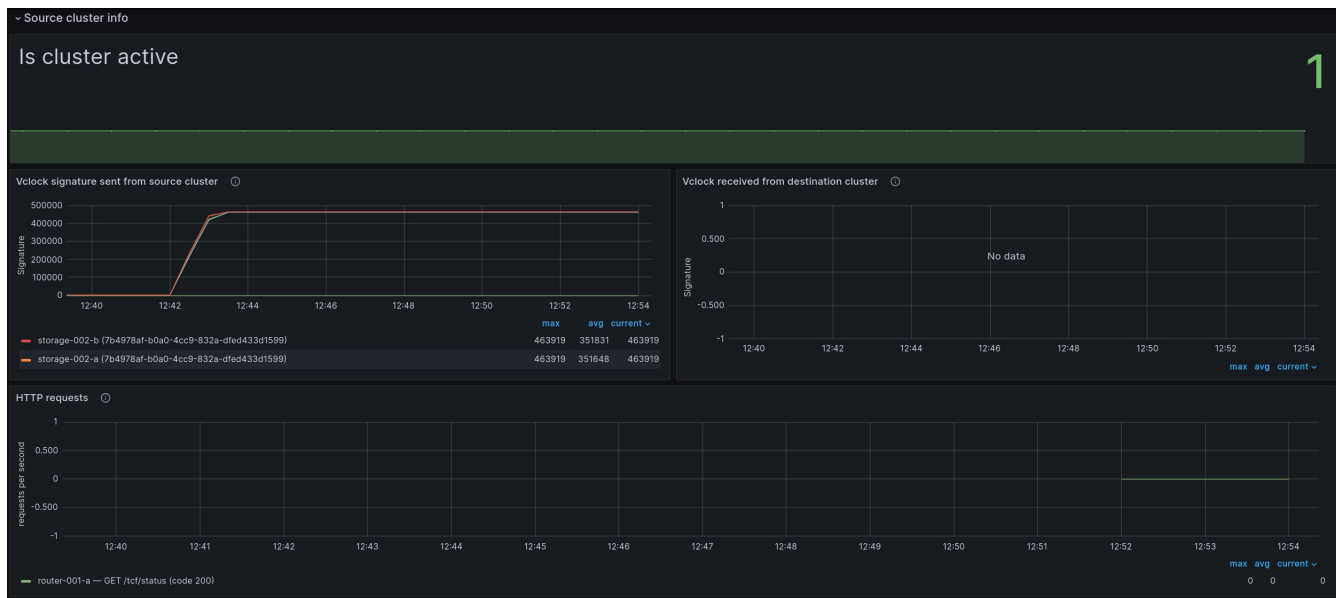 Source cluster info
Is cluster active
1
Vclock signature sent from source cluster
Signature
500000
400000
300000
200000
100000
0
12:40 12:42 12:44 12:46 12:48 12:50 12:52 12:54
max avg current
storage-002-b (7b4978af-b0a0-4cc9-832a-dfed433d1599) 463919 351831 463919
storage-002-a (7b4978af-b0a0-4cc9-832a-dfed433d1599) 463919 351648 463919
Vclock received from destination cluster
Signature
1
0.500
0
-0.500
-1
No data
12:40 12:42 12:44 12:46 12:48 12:50 12:52 12:54
max avg current
HTTP requests
requests per second
1
0.500
0
-0.500
-1
12:40 12:41 12:42 12:43 12:44 12:45 12:46 12:47 12:48 12:49 12:50 12:51 12:52 12:53 12:54
max avg current
router-001-a — GET /tcf/status (code 200) 0 0 0